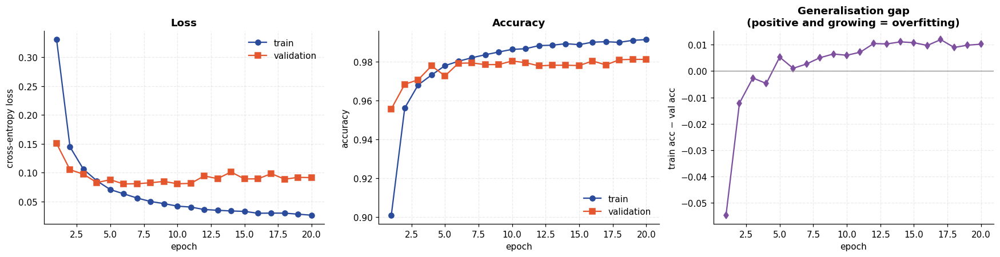 Loss
cross-entropy loss
0.30
0.25
0.20
0.15
0.10
0.05
train
validation
2.5 5.0 7.5 10.0 12.5 15.0 17.5 20.0
epoch
Accuracy
accuracy
0.98
0.96
0.94
0.92
0.90
train
validation
2.5 5.0 7.5 10.0 12.5 15.0 17.5 20.0
epoch
Generalisation gap
(positive and growing = overfitting)
train acc − val acc
0.01
0.00
−0.01
−0.02
−0.03
−0.04
−0.05
2.5 5.0 7.5 10.0 12.5 15.0 17.5 20.0
epoch